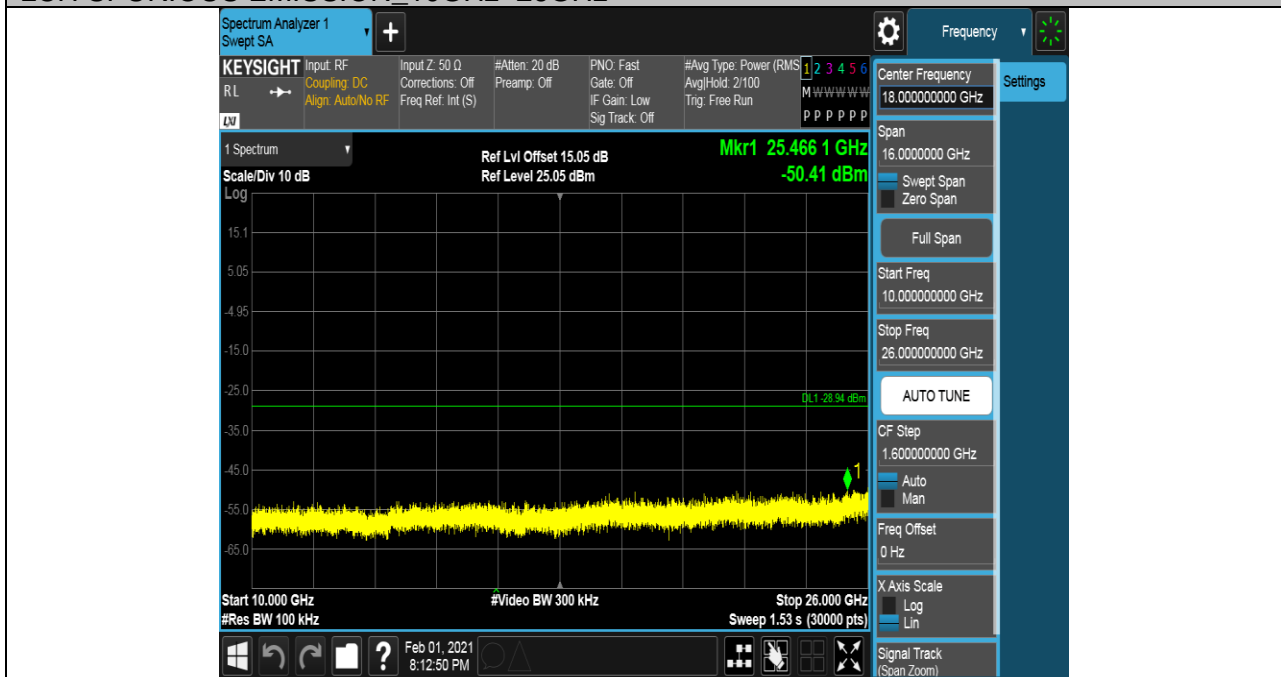 Spectrum Analyzer 1
Swept SA
Frequency
KEYSIGHT
RL
LXI
Input: RF
Coupling: DC
Align: Auto/No RF
Input Z: 50 Ω
Corrections: Off
Freq Ref: Int (S)
#Atten: 20 dB
Preamp: Off
PNO: Fast
Gate: Off
IF Gain: Low
Sig Track: Off
#Avg Type: Power (RMS
Avg|Hold: 2/100
Trig: Free Run
1 2 3 4 5 6
M W W W W W
P P P P P P
Center Frequency
18.000000000 GHz
Settings
Span
16.0000000 GHz
Swept Span
Zero Span
Full Span
Start Freq
10.000000000 GHz
Stop Freq
26.000000000 GHz
AUTO TUNE
CF Step
1.600000000 GHz
Auto
Man
Freq Offset
0 Hz
X Axis Scale
Log
Lin
Signal Track
(Span Zoom)
1 Spectrum
Scale/Div 10 dB
Log
Ref Lvl Offset 15.05 dB
Ref Level 25.05 dBm
Mkr1 25.466 1 GHz
-50.41 dBm
15.1
5.05
-4.95
-15.0
-25.0
DL1 -28.94 dBm
-35.0
-45.0
1
-55.0
-65.0
Start 10.000 GHz
#Res BW 100 kHz
#Video BW 300 kHz
Stop 26.000 GHz
Sweep 1.53 s (30000 pts)
?
Feb 01, 2021
8:12:50 PM